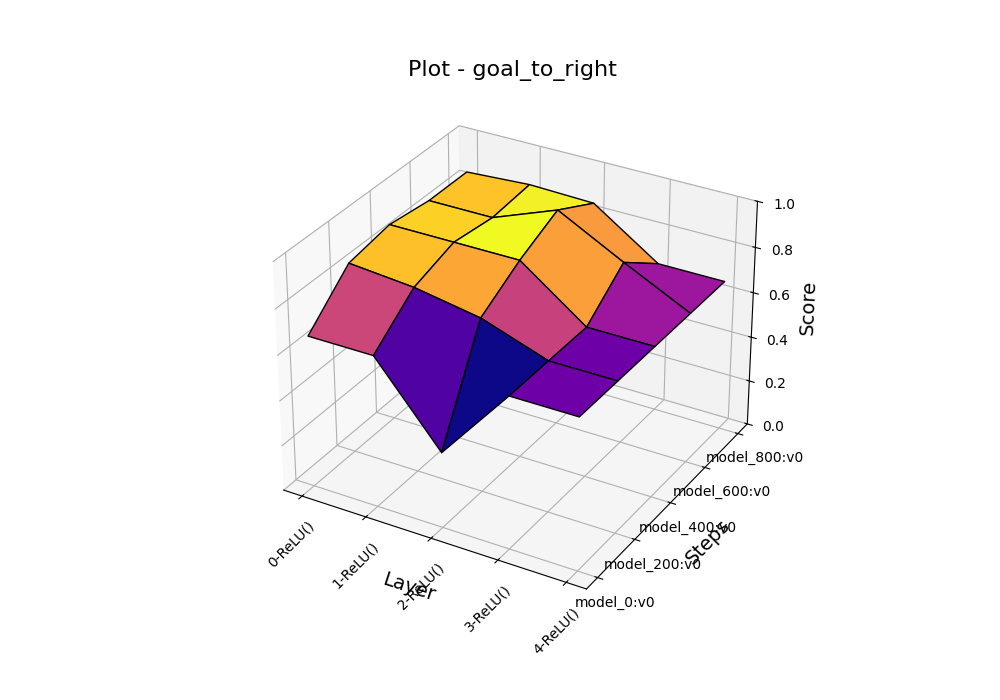 Plot - goal_to_right
1.0
0.8
0.6
0.4
0.2
0.0
Score
model_800:v0
model_600:v0
model_400:v0
model_200:v0
model_0:v0
Steps
0-ReLU()
1-ReLU()
2-ReLU()
3-ReLU()
4-ReLU()
Layer